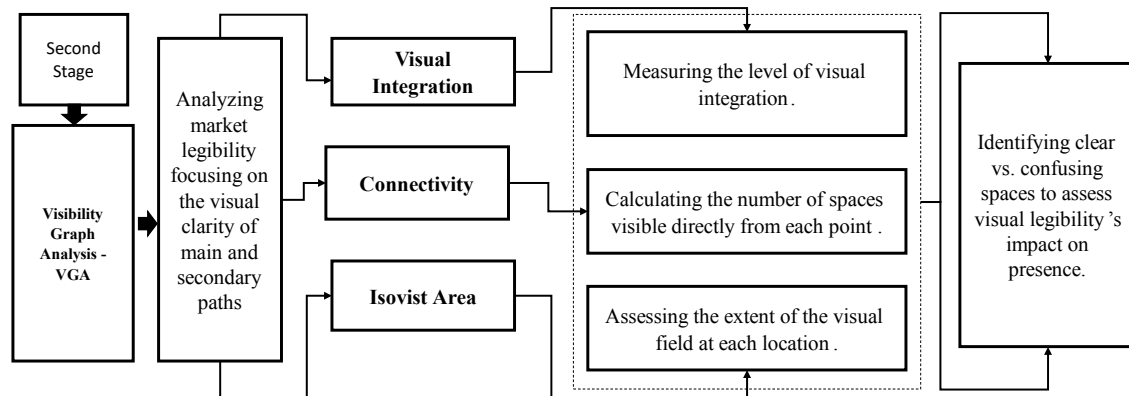 Second
Stage
Visibility
Graph
Analysis -
VGA
Analyzing
market
legibility
focusing on
the visual
clarity of
main and
secondary
paths
Visual
Integration
Connectivity
Isovist Area
Measuring the level of visual
integration .
Calculating the number of spaces
visible directly from each point .
Assessing the extent of the visual
field at each location .
Identifying clear
vs. confusing
spaces to assess
visual legibility ’s
impact on
presence.